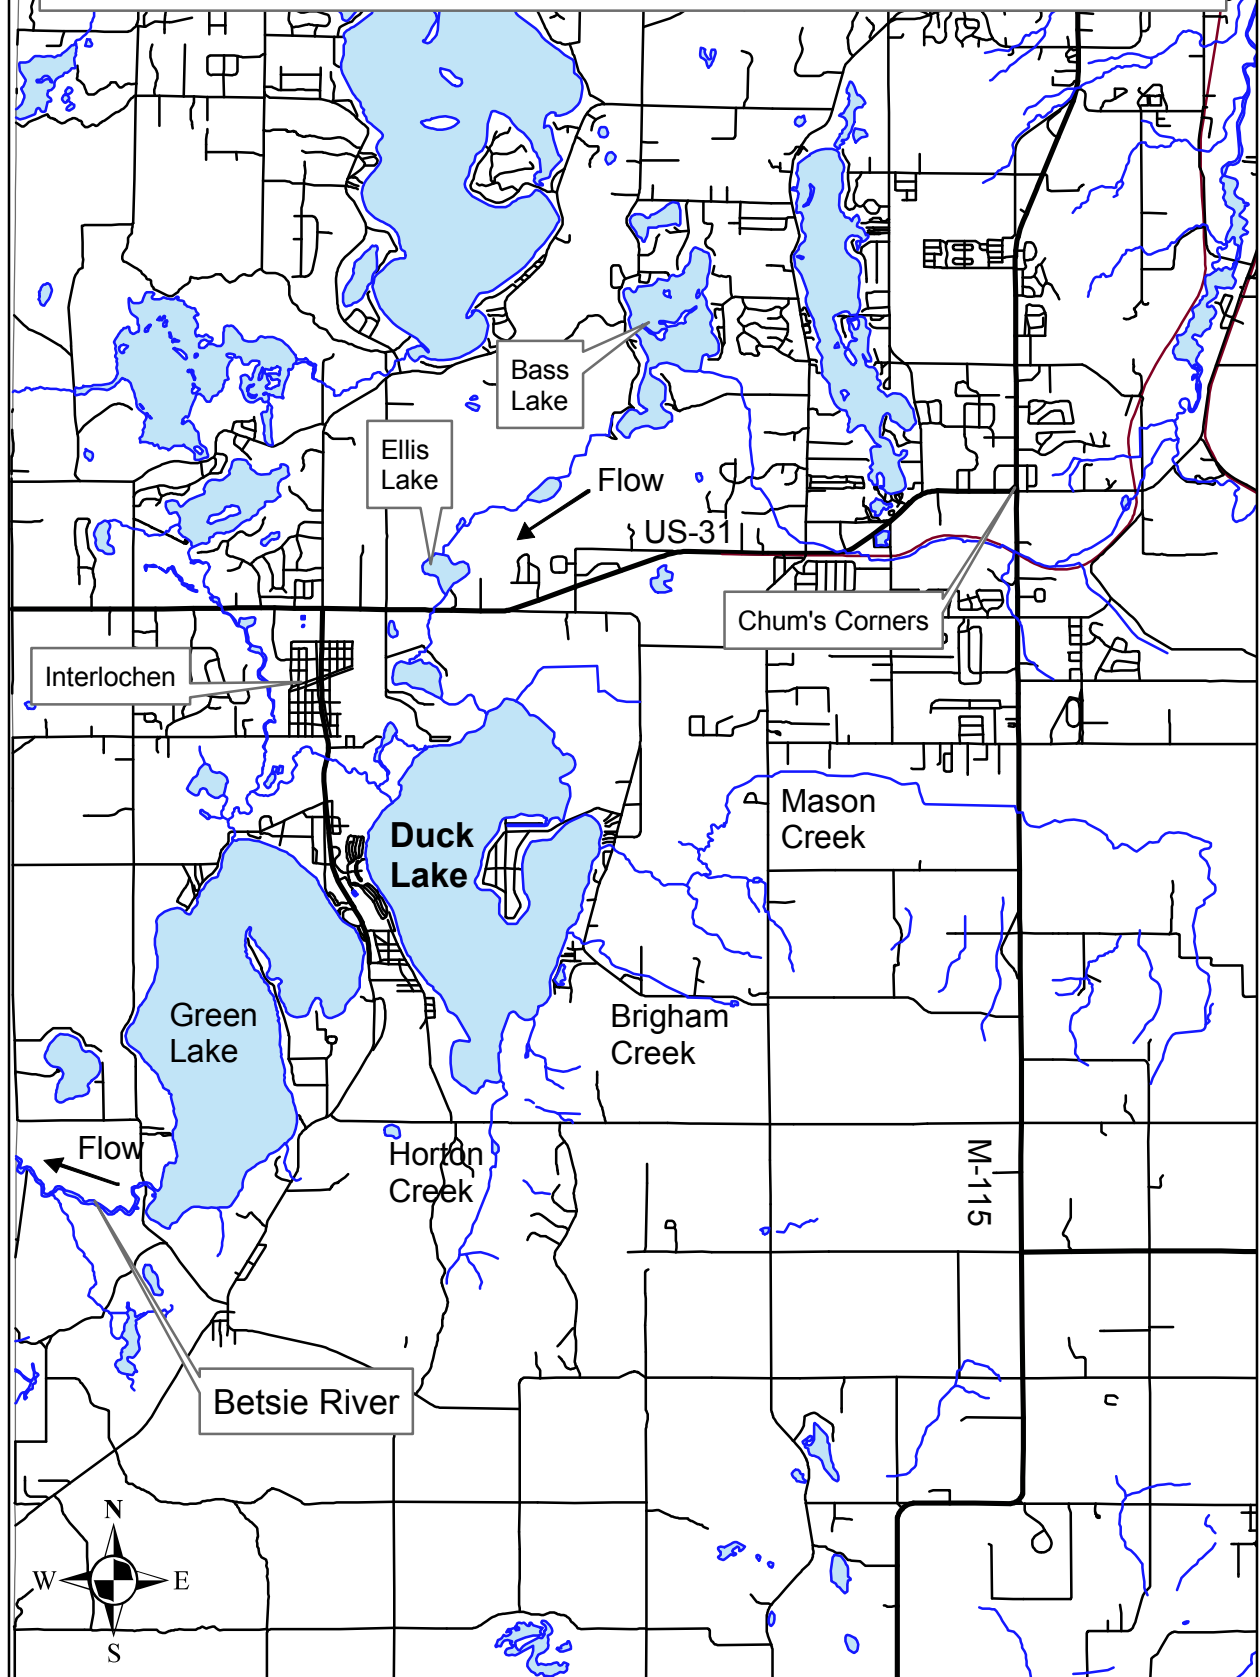 Bass
Lake
Ellis
Lake
Flow
US-31
Chum's Corners
Interlochen
Mason
Creek
Duck
Lake
Green
Lake
Brigham
Creek
Flow
Horton
Creek
M-115
Betsie River
N
W E
S